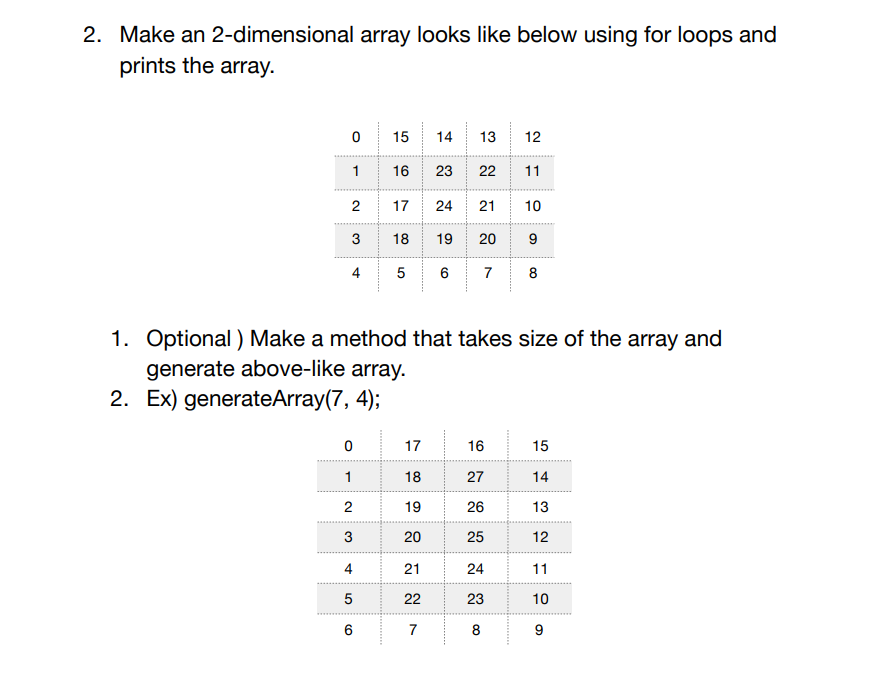 2. Make an 2-dimensional array looks like below using for loops and
prints the array.
0 15 14 13 12
1 16 23 22 11
2 17 24 21 10
3 18 19 20 9
4 5 6 7 8
1. Optional ) Make a method that takes size of the array and
generate above-like array.
2. Ex) generateArray(7, 4);
0 17 16 15
1 18 27 14
2 19 26 13
3 20 25 12
4 21 24 11
5 22 23 10
6 7 8 9